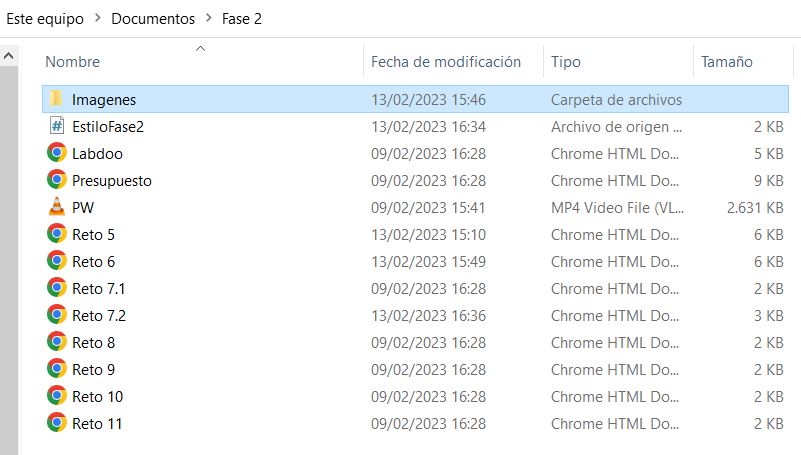 Este equipo > Documentos > Fase 2
Nombre Fecha de modificación Tipo Tamaño
Imagenes 13/02/2023 15:46 Carpeta de archivos
EstiloFase2 13/02/2023 16:34 Archivo de origen ... 2 KB
Labdoo 09/02/2023 16:28 Chrome HTML Do... 5 KB
Presupuesto 09/02/2023 16:28 Chrome HTML Do... 9 KB
PW 09/02/2023 15:41 MP4 Video File (VL... 2.631 KB
Reto 5 13/02/2023 15:10 Chrome HTML Do... 6 KB
Reto 6 13/02/2023 15:49 Chrome HTML Do... 6 KB
Reto 7.1 09/02/2023 16:28 Chrome HTML Do... 2 KB
Reto 7.2 13/02/2023 16:36 Chrome HTML Do... 3 KB
Reto 8 09/02/2023 16:28 Chrome HTML Do... 2 KB
Reto 9 09/02/2023 16:28 Chrome HTML Do... 2 KB
Reto 10 09/02/2023 16:28 Chrome HTML Do... 2 KB
Reto 11 09/02/2023 16:28 Chrome HTML Do... 2 KB